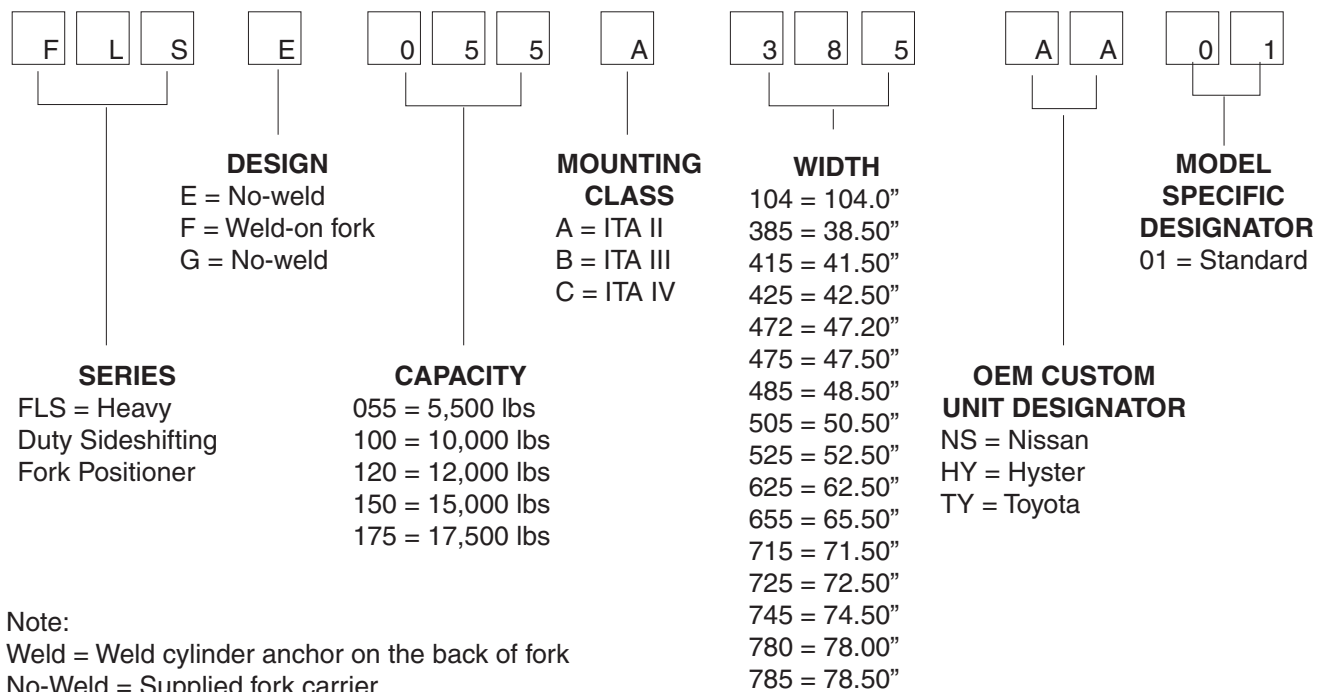 F L S E 0 5 5 A 3 8 5 A A 0 1
DESIGN
E = No-weld
F = Weld-on fork
G = No-weld
MOUNTING
CLASS
A = ITA II
B = ITA III
C = ITA IV
WIDTH
104 = 104.0”
385 = 38.50”
415 = 41.50”
425 = 42.50”
472 = 47.20”
475 = 47.50”
485 = 48.50”
505 = 50.50”
525 = 52.50”
625 = 62.50”
655 = 65.50”
715 = 71.50”
725 = 72.50”
745 = 74.50”
780 = 78.00”
785 = 78.50”
MODEL
SPECIFIC
DESIGNATOR
01 = Standard
SERIES
FLS = Heavy
Duty Sideshifting
Fork Positioner
CAPACITY
055 = 5,500 lbs
100 = 10,000 lbs
120 = 12,000 lbs
150 = 15,000 lbs
175 = 17,500 lbs
OEM CUSTOM
UNIT DESIGNATOR
NS = Nissan
HY = Hyster
TY = Toyota
Note:
Weld = Weld cylinder anchor on the back of fork
No-Weld = Supplied fork carrier